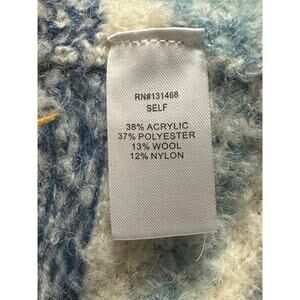 RN#131468
SELF
38% ACRYLIC
37% POLYESTER
13% WOOL
12% NYLON